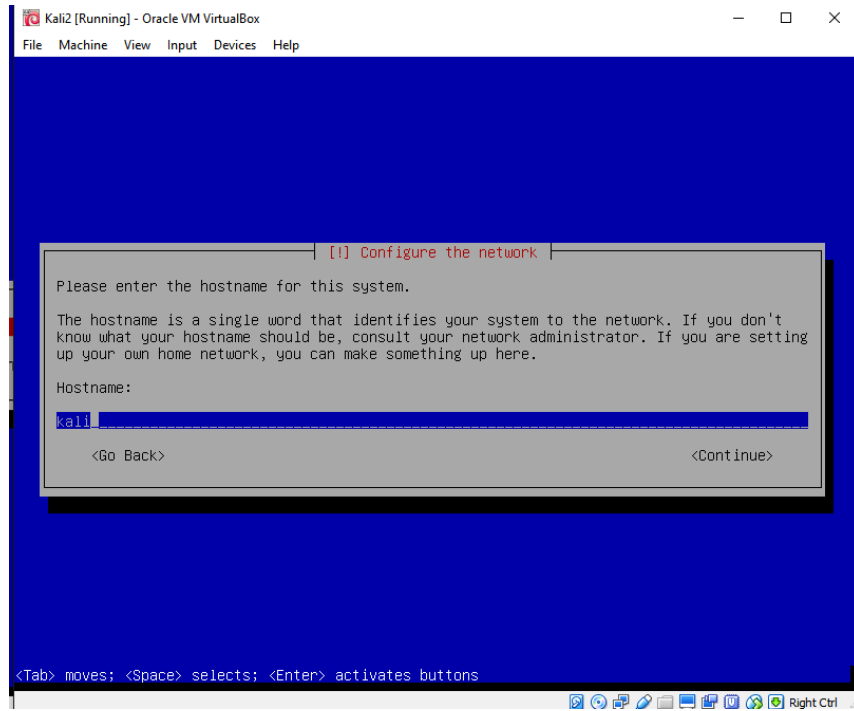 Kali2 [Running] - Oracle VM VirtualBox
File Machine View Input Devices Help
[!] Configure the network
Please enter the hostname for this system.
The hostname is a single word that identifies your system to the network. If you don't
know what your hostname should be, consult your network administrator. If you are setting
up your own home network, you can make something up here.
Hostname:
kali
<Go Back> <Continue>
<Tab> moves; <Space> selects; <Enter> activates buttons
Right Ctrl